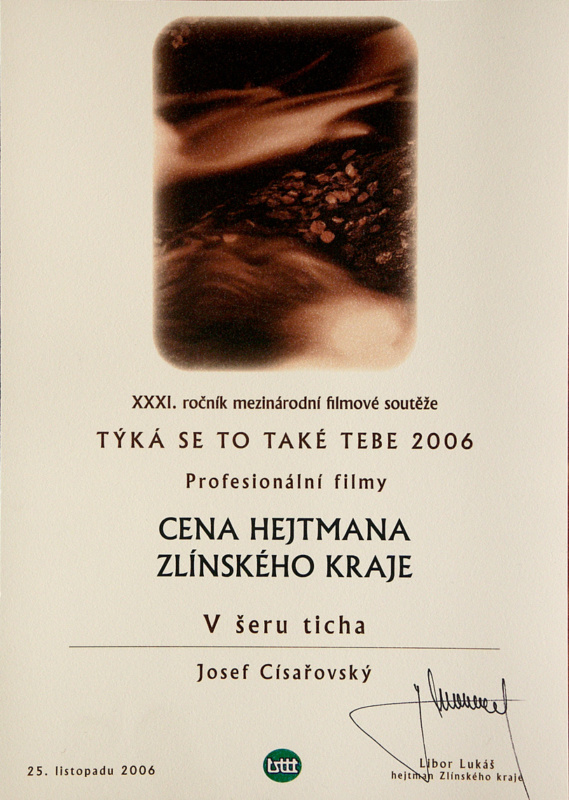 XXXI. ročník mezinárodní filmové soutěže
TÝKÁ SE TO TAKÉ TEBE 2006
Profesionální filmy
CENA HEJTMANA
ZLÍNSKÉHO KRAJE
V šeru ticha
Josef Císařovský
25. listopadu 2006
tsttt
Libor Lukáš
hejtman Zlínského kraje